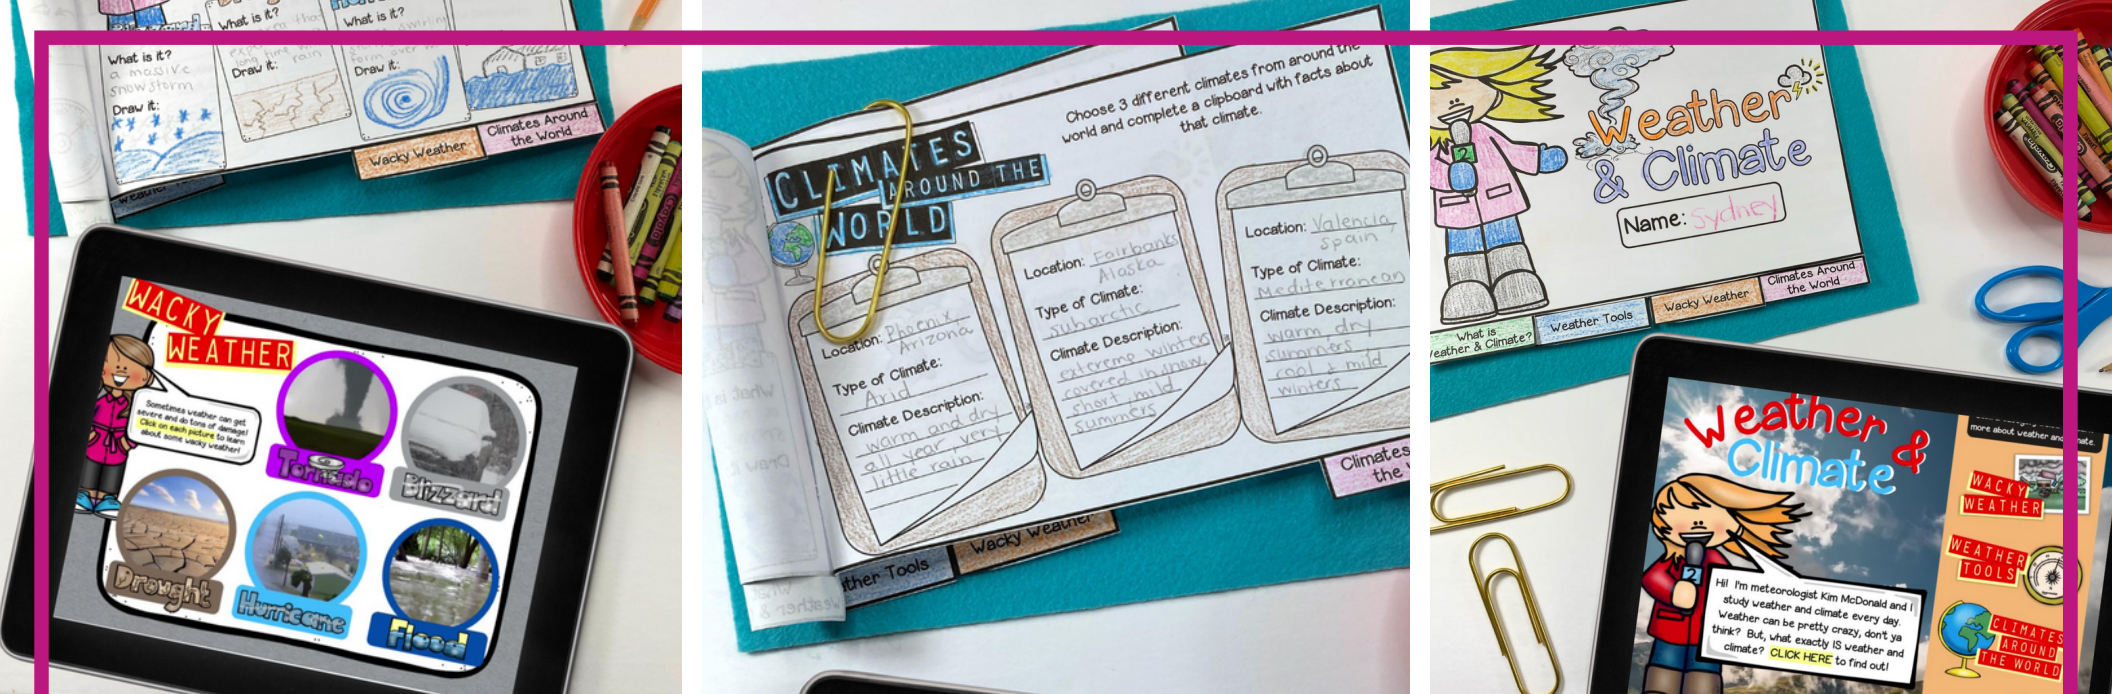 What is it?
What is it?
What is it?
a massive
snowstorm
Draw it:
Draw it:
Draw it:
Wacky Weather
Climates Around
the World
WACKY
WEATHER
Sometimes weather can get
severe and do tons of damage!
Click on each picture to learn
about some wacky weather!
Tornado
Blizzard
Drought
Hurricane
Flood
Choose 3 different climates from around the
world and complete a clipboard with facts about
that climate.
CLIMATES
AROUND THE
WORLD
Location: Phoenix,
Arizona
Type of Climate:
Arid
Climate Description:
warm and dry
all year very
little rain
Location: Fairbanks
Alaska
Type of Climate:
subarctic
Climate Description:
extreme winters
covered in snow,
short, mild
summers
Location: Valencia,
Spain
Type of Climate:
Mediterranean
Climate Description:
warm dry
summers
cool & mild
winters
Climates
the
ther Tools
Wacky Weather
Weather
& Climate
Name: Sydney
What is
eather & Climate?
Weather Tools
Wacky Weather
Climates Around
the World
Weather &
Climate
more about weather and climate.
WACKY
WEATHER
WEATHER
TOOLS
CLIMATES
AROUND
THE WORLD
Hi! I'm meteorologist Kim McDonald and I
study weather and climate every day.
Weather can be pretty crazy, don't ya
think? But, what exactly IS weather and
climate? CLICK HERE to find out!